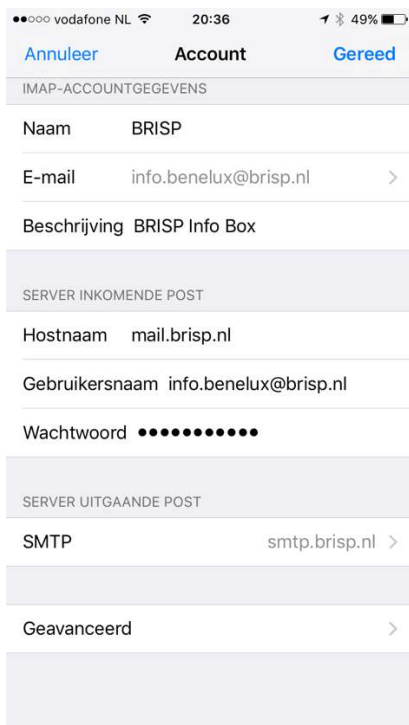 vodafone NL 20:36 49%
Annuleer Account Gereed
IMAP-ACCOUNTGEGEVENS
Naam BRISP
E-mail info.benelux@brisp.nl
Beschrijving BRISP Info Box
SERVER INKOMENDE POST
Hostnaam mail.brisp.nl
Gebruikersnaam info.benelux@brisp.nl
Wachtwoord ●●●●●●●●●●●
SERVER UITGAANDE POST
SMTP smtp.brisp.nl
Geavanceerd